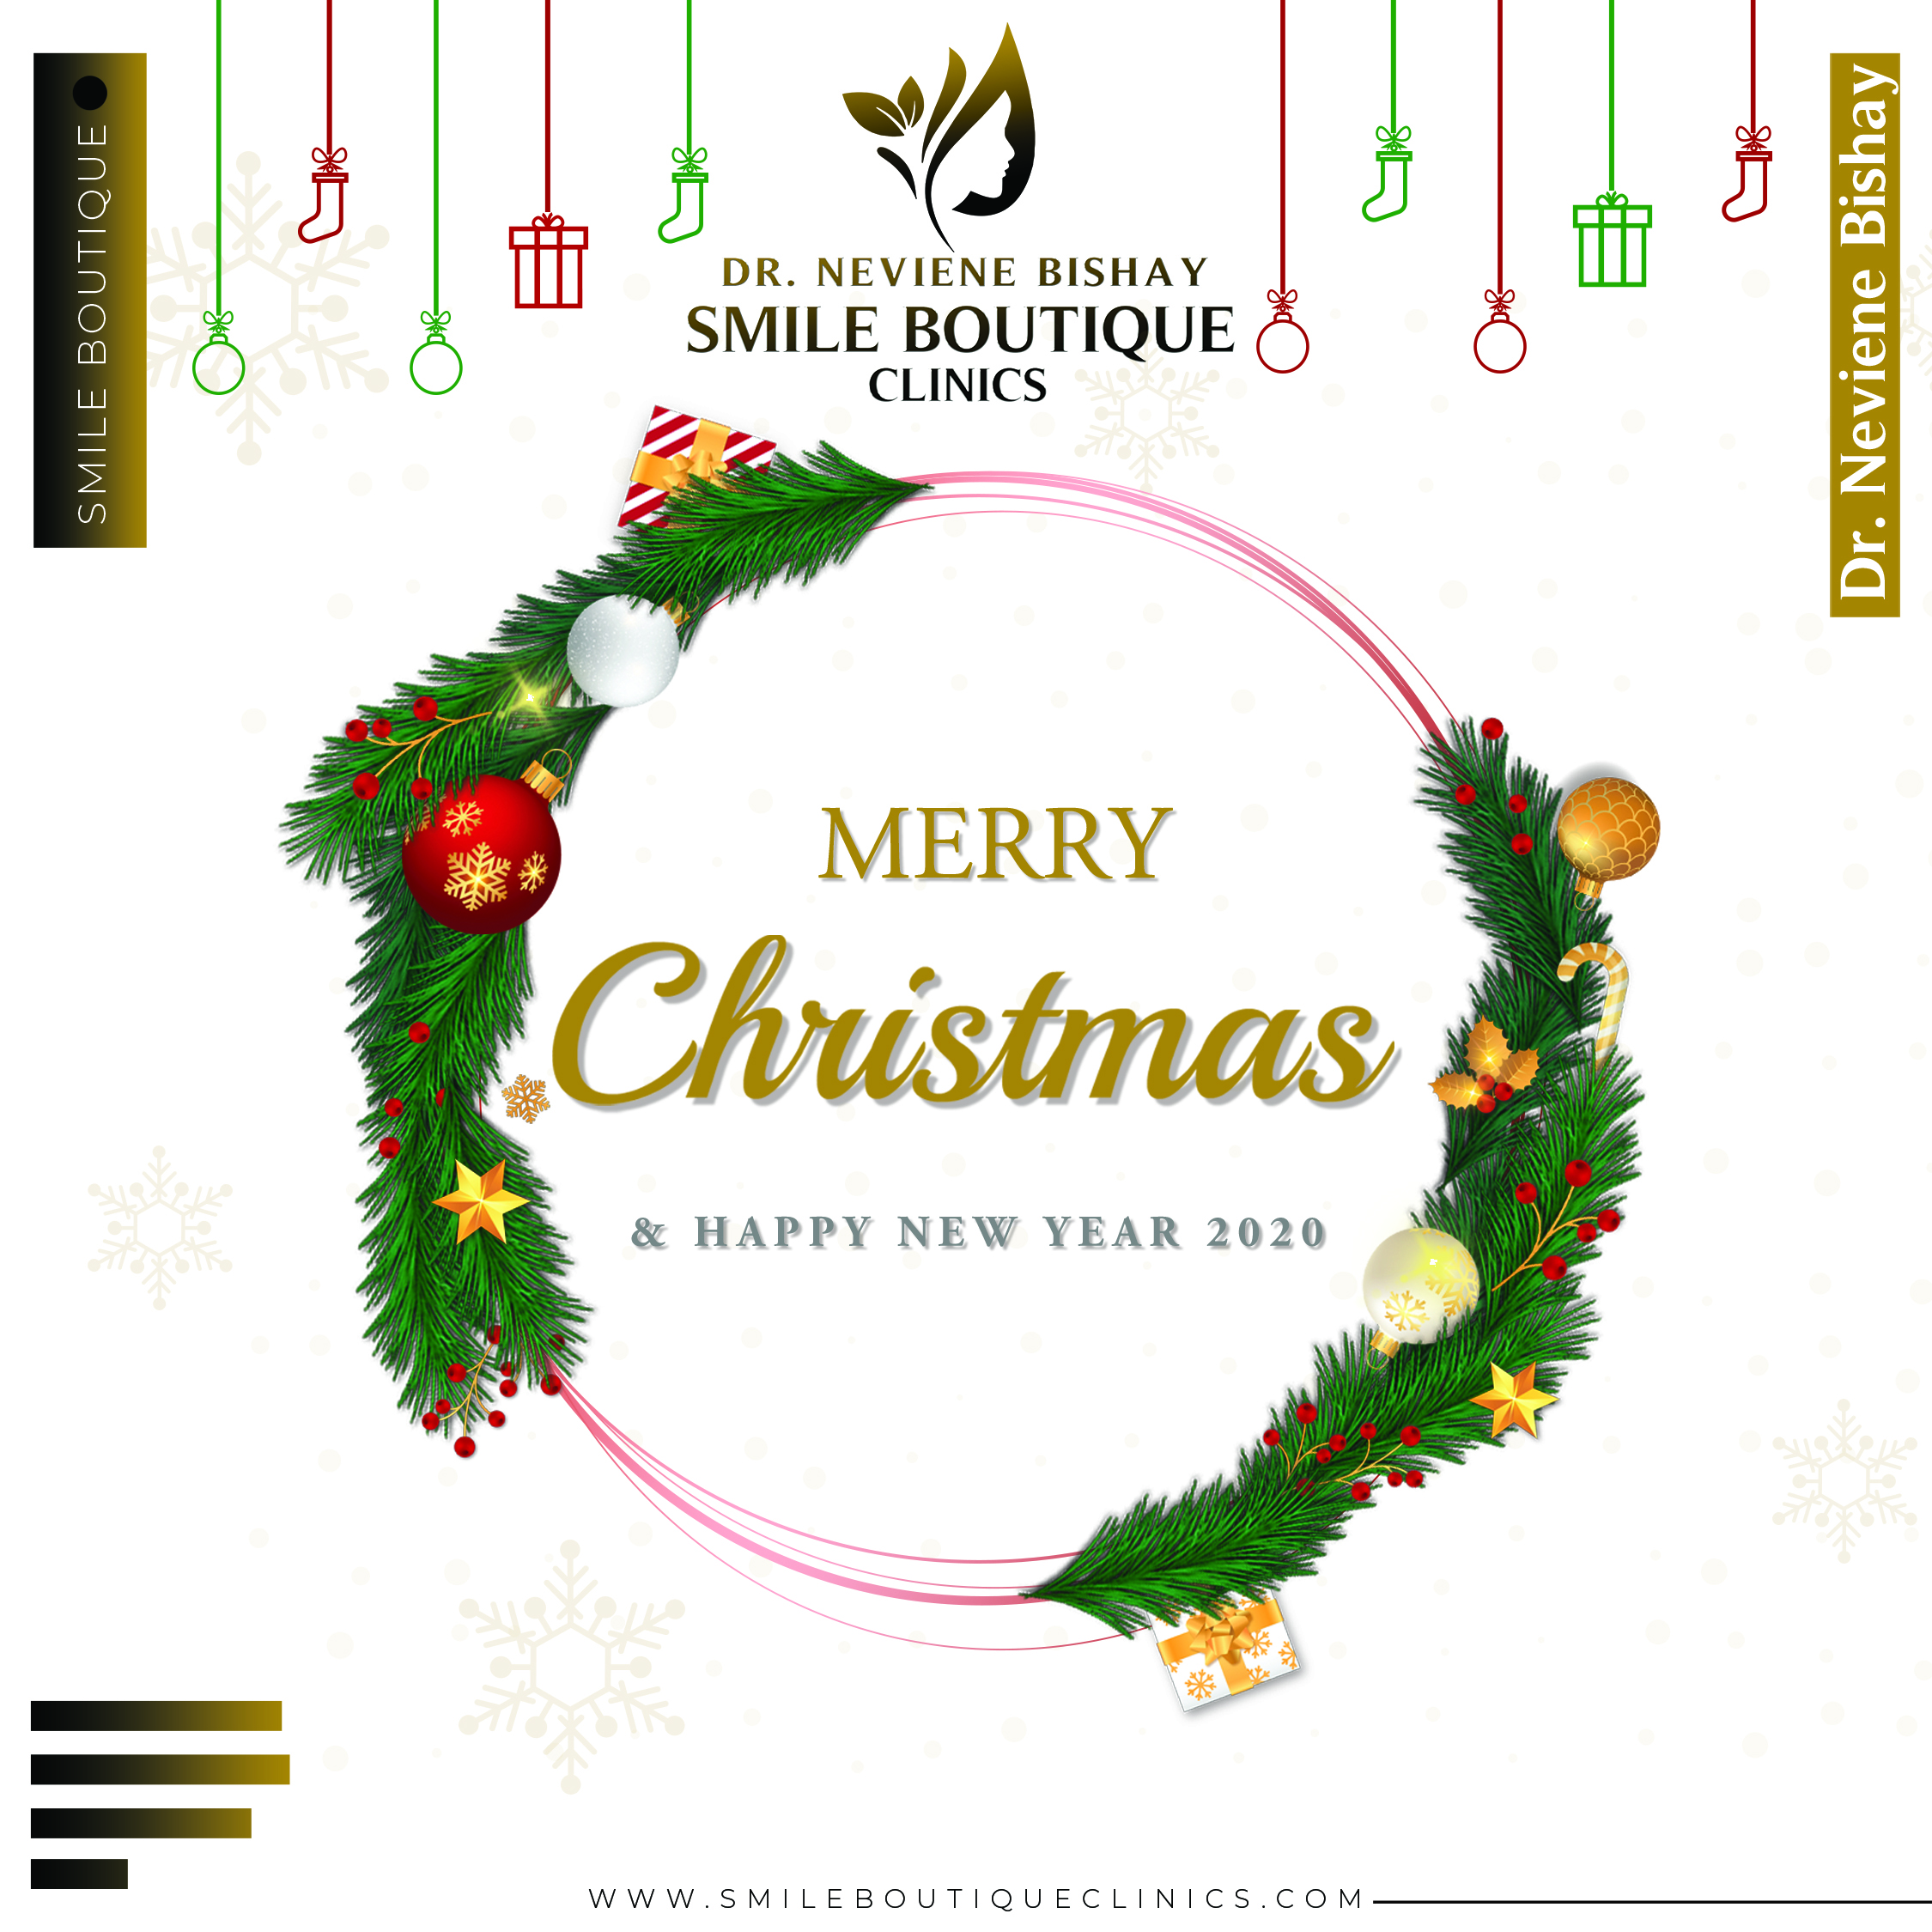 SMILE BOUTIQUE
DR. NEVIENE BISHAY
SMILE BOUTIQUE
CLINICS
Dr. Neviene Bishay
MERRY
Christmas
& HAPPY NEW YEAR 2020
WWW.SMILEBOUTIQUECLINICS.COM